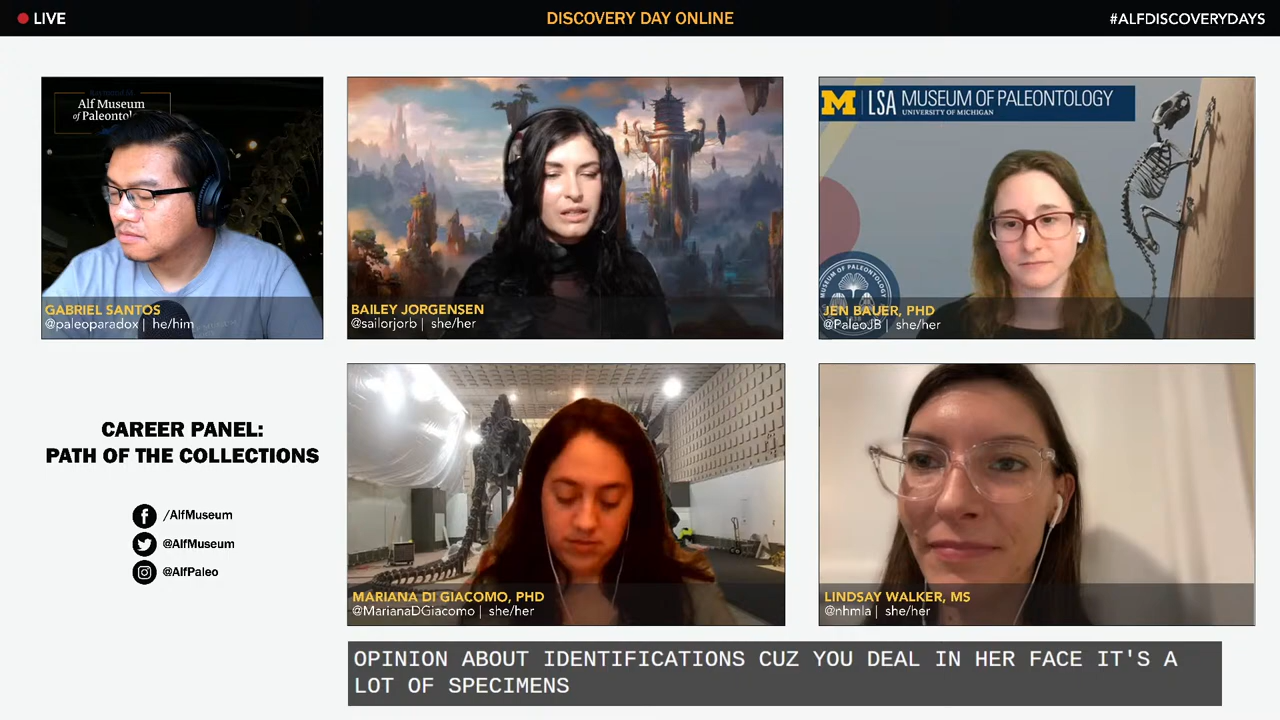 LIVE
DISCOVERY DAY ONLINE
#ALFDISCOVERYDAYS
Alf Museum
of Paleontol
GABRIEL SANTOS
@paleoparadox | he/him
BAILEY JORGENSEN
@sailorjorb | she/her
M LSA MUSEUM OF PALEONTOLOGY
UNIVERSITY OF MICHIGAN
MUSEUM OF PALEONTOLOGY
JEN BAUER, PHD
@PaleoJB | she/her
CAREER PANEL:
PATH OF THE COLLECTIONS
/AlfMuseum
@AlfMuseum
@AlfPaleo
MARIANA DI GIACOMO, PHD
@MarianaDGiacomo | she/her
LINDSAY WALKER, MS
@nhmla | she/her
OPINION ABOUT IDENTIFICATIONS CUZ YOU DEAL IN HER FACE IT'S A
LOT OF SPECIMENS